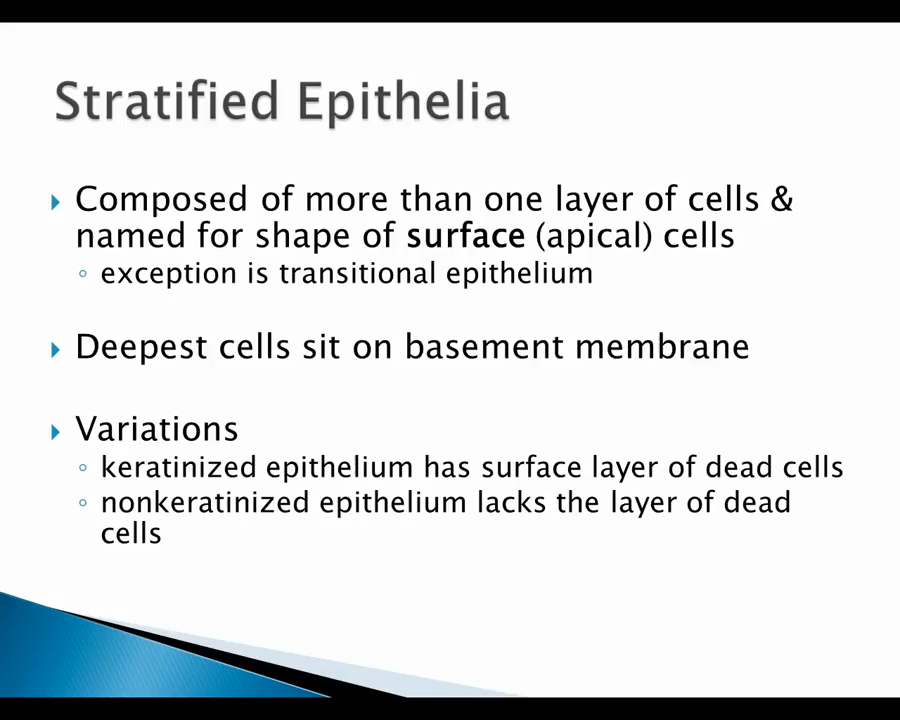 Stratified Epithelia
Composed of more than one layer of cells &
named for shape of surface (apical) cells
exception is transitional epithelium
Deepest cells sit on basement membrane
Variations
keratinized epithelium has surface layer of dead cells
nonkeratinized epithelium lacks the layer of dead
cells